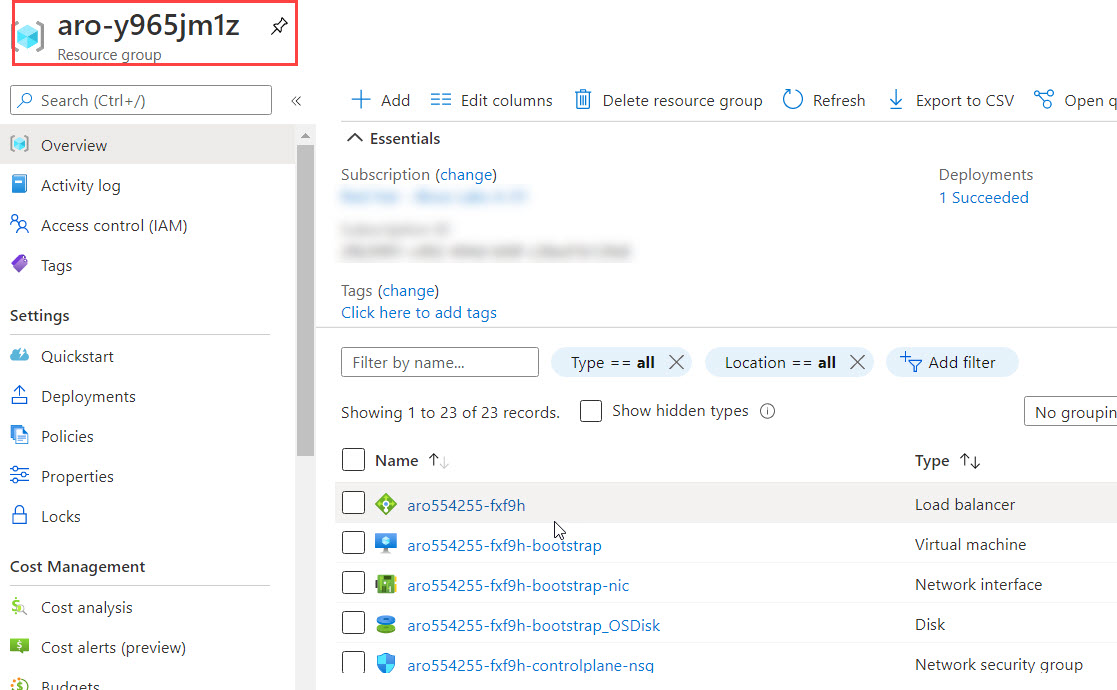 aro-y965jm1z
Resource group
Search (Ctrl+/)
«
Add
Edit columns
Delete resource group
Refresh
Export to CSV
Open q
Overview
Activity log
Access control (IAM)
Tags
Settings
Quickstart
Deployments
Policies
Properties
Locks
Cost Management
Cost analysis
Cost alerts (preview)
Budgets
Essentials
Subscription (change)
Deployments
1 Succeeded
Tags (change)
Click here to add tags
Filter by name...
Type == all
Location == all
Add filter
Showing 1 to 23 of 23 records.
Show hidden types
No groupin
Name ↑↓ Type ↑↓
aro554255-fxf9h Load balancer
aro554255-fxf9h-bootstrap Virtual machine
aro554255-fxf9h-bootstrap-nic Network interface
aro554255-fxf9h-bootstrap_OSDisk Disk
aro554255-fxf9h-controlplane-nsg Network security group